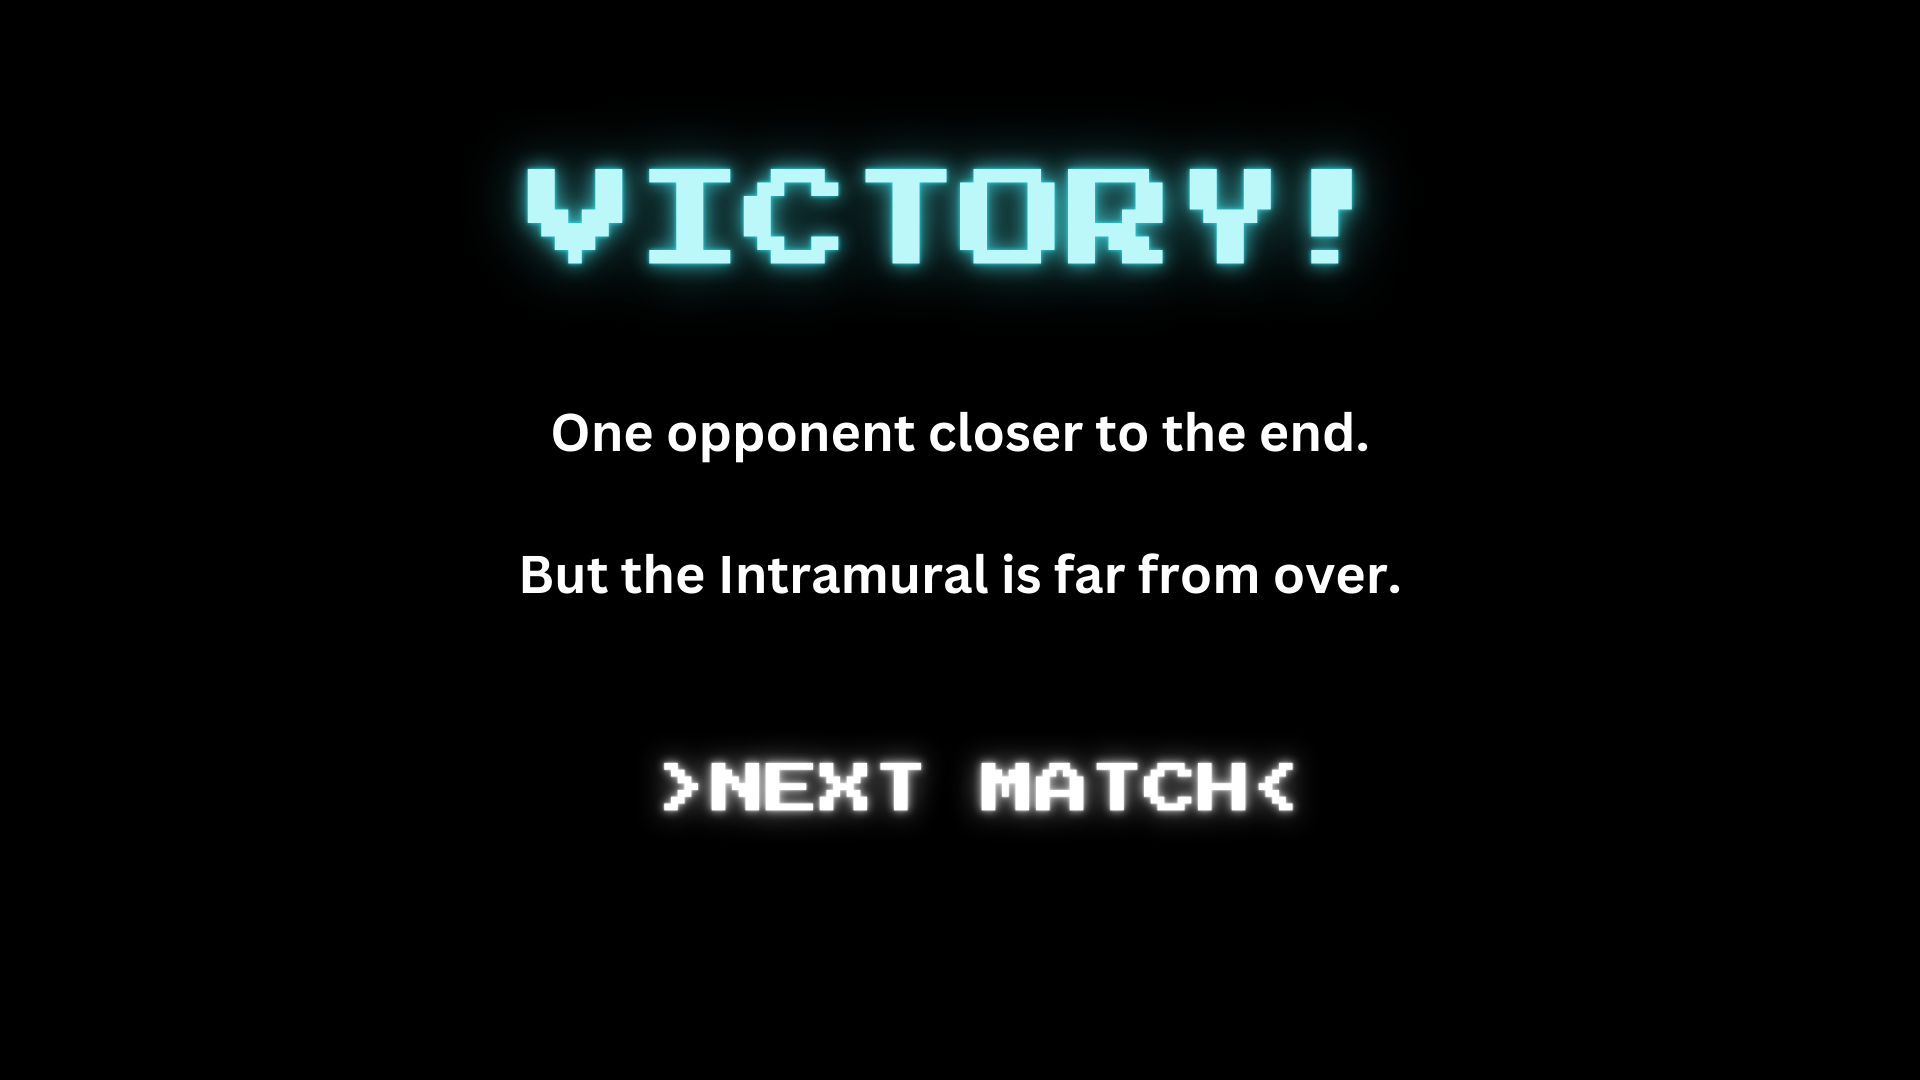 VICTORY!
One opponent closer to the end.
But the Intramural is far from over.
>NEXT MATCH<